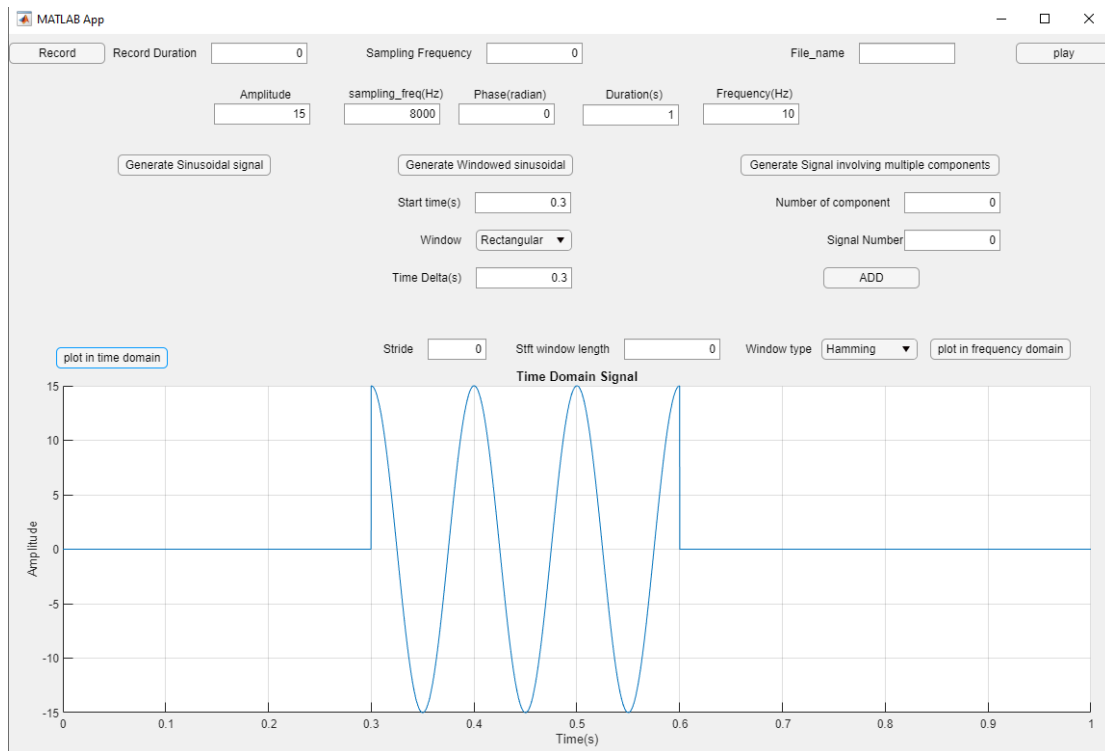 MATLAB App
Record Record Duration 0 Sampling Frequency 0 File_name play
Amplitude sampling_freq(Hz) Phase(radian) Duration(s) Frequency(Hz)
15 8000 0 1 10
Generate Sinusoidal signal Generate Windowed sinusoidal Generate Signal involving multiple components
Start time(s) 0.3 Number of component 0
Window Rectangular Signal Number 0
Time Delta(s) 0.3 ADD
plot in time domain Stride 0 Stft window length 0 Window type Hamming plot in frequency domain
Time Domain Signal
15
10
5
0
-5
-10
-15
Amplitude
0 0.1 0.2 0.3 0.4 0.5 0.6 0.7 0.8 0.9 1
Time(s)